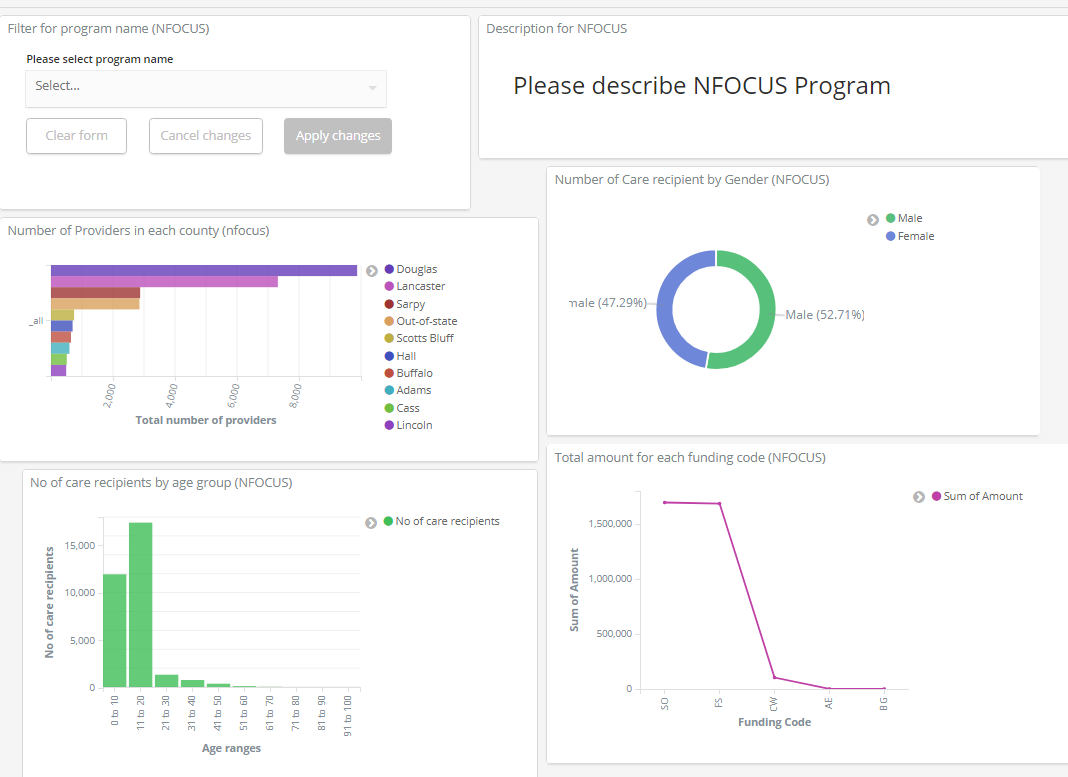 Filter for program name (NFOCUS)
Please select program name
Select...
Clear form
Cancel changes
Apply changes
Description for NFOCUS
Please describe NFOCUS Program
Number of Care recipient by Gender (NFOCUS)
Male
Female
male (47.29%)
Male (52.71%)
Number of Providers in each county (nfocus)
_all
2,000
4,000
6,000
8,000
Total number of providers
Douglas
Lancaster
Sarpy
Out-of-state
Scotts Bluff
Hall
Buffalo
Adams
Cass
Lincoln
No of care recipients by age group (NFOCUS)
No of care recipients
No of care recipients
15,000
10,000
5,000
0
0 to 10
11 to 20
21 to 30
31 to 40
41 to 50
51 to 60
61 to 70
71 to 80
81 to 90
91 to 100
Age ranges
Total amount for each funding code (NFOCUS)
Sum of Amount
Sum of Amount
1,500,000
1,000,000
500,000
0
SO
FS
CW
AE
BG
Funding Code